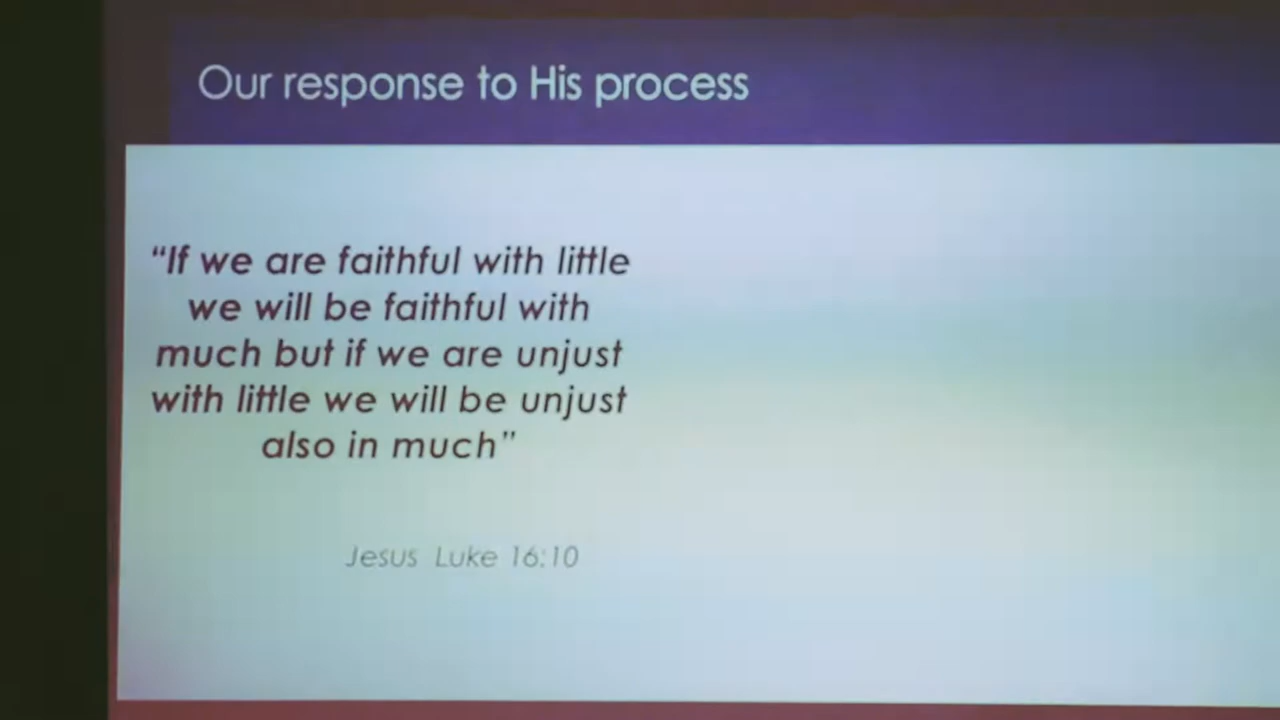 Our response to His process
“If we are faithful with little
we will be faithful with
much but if we are unjust
with little we will be unjust
also in much”
Jesus Luke 16:10